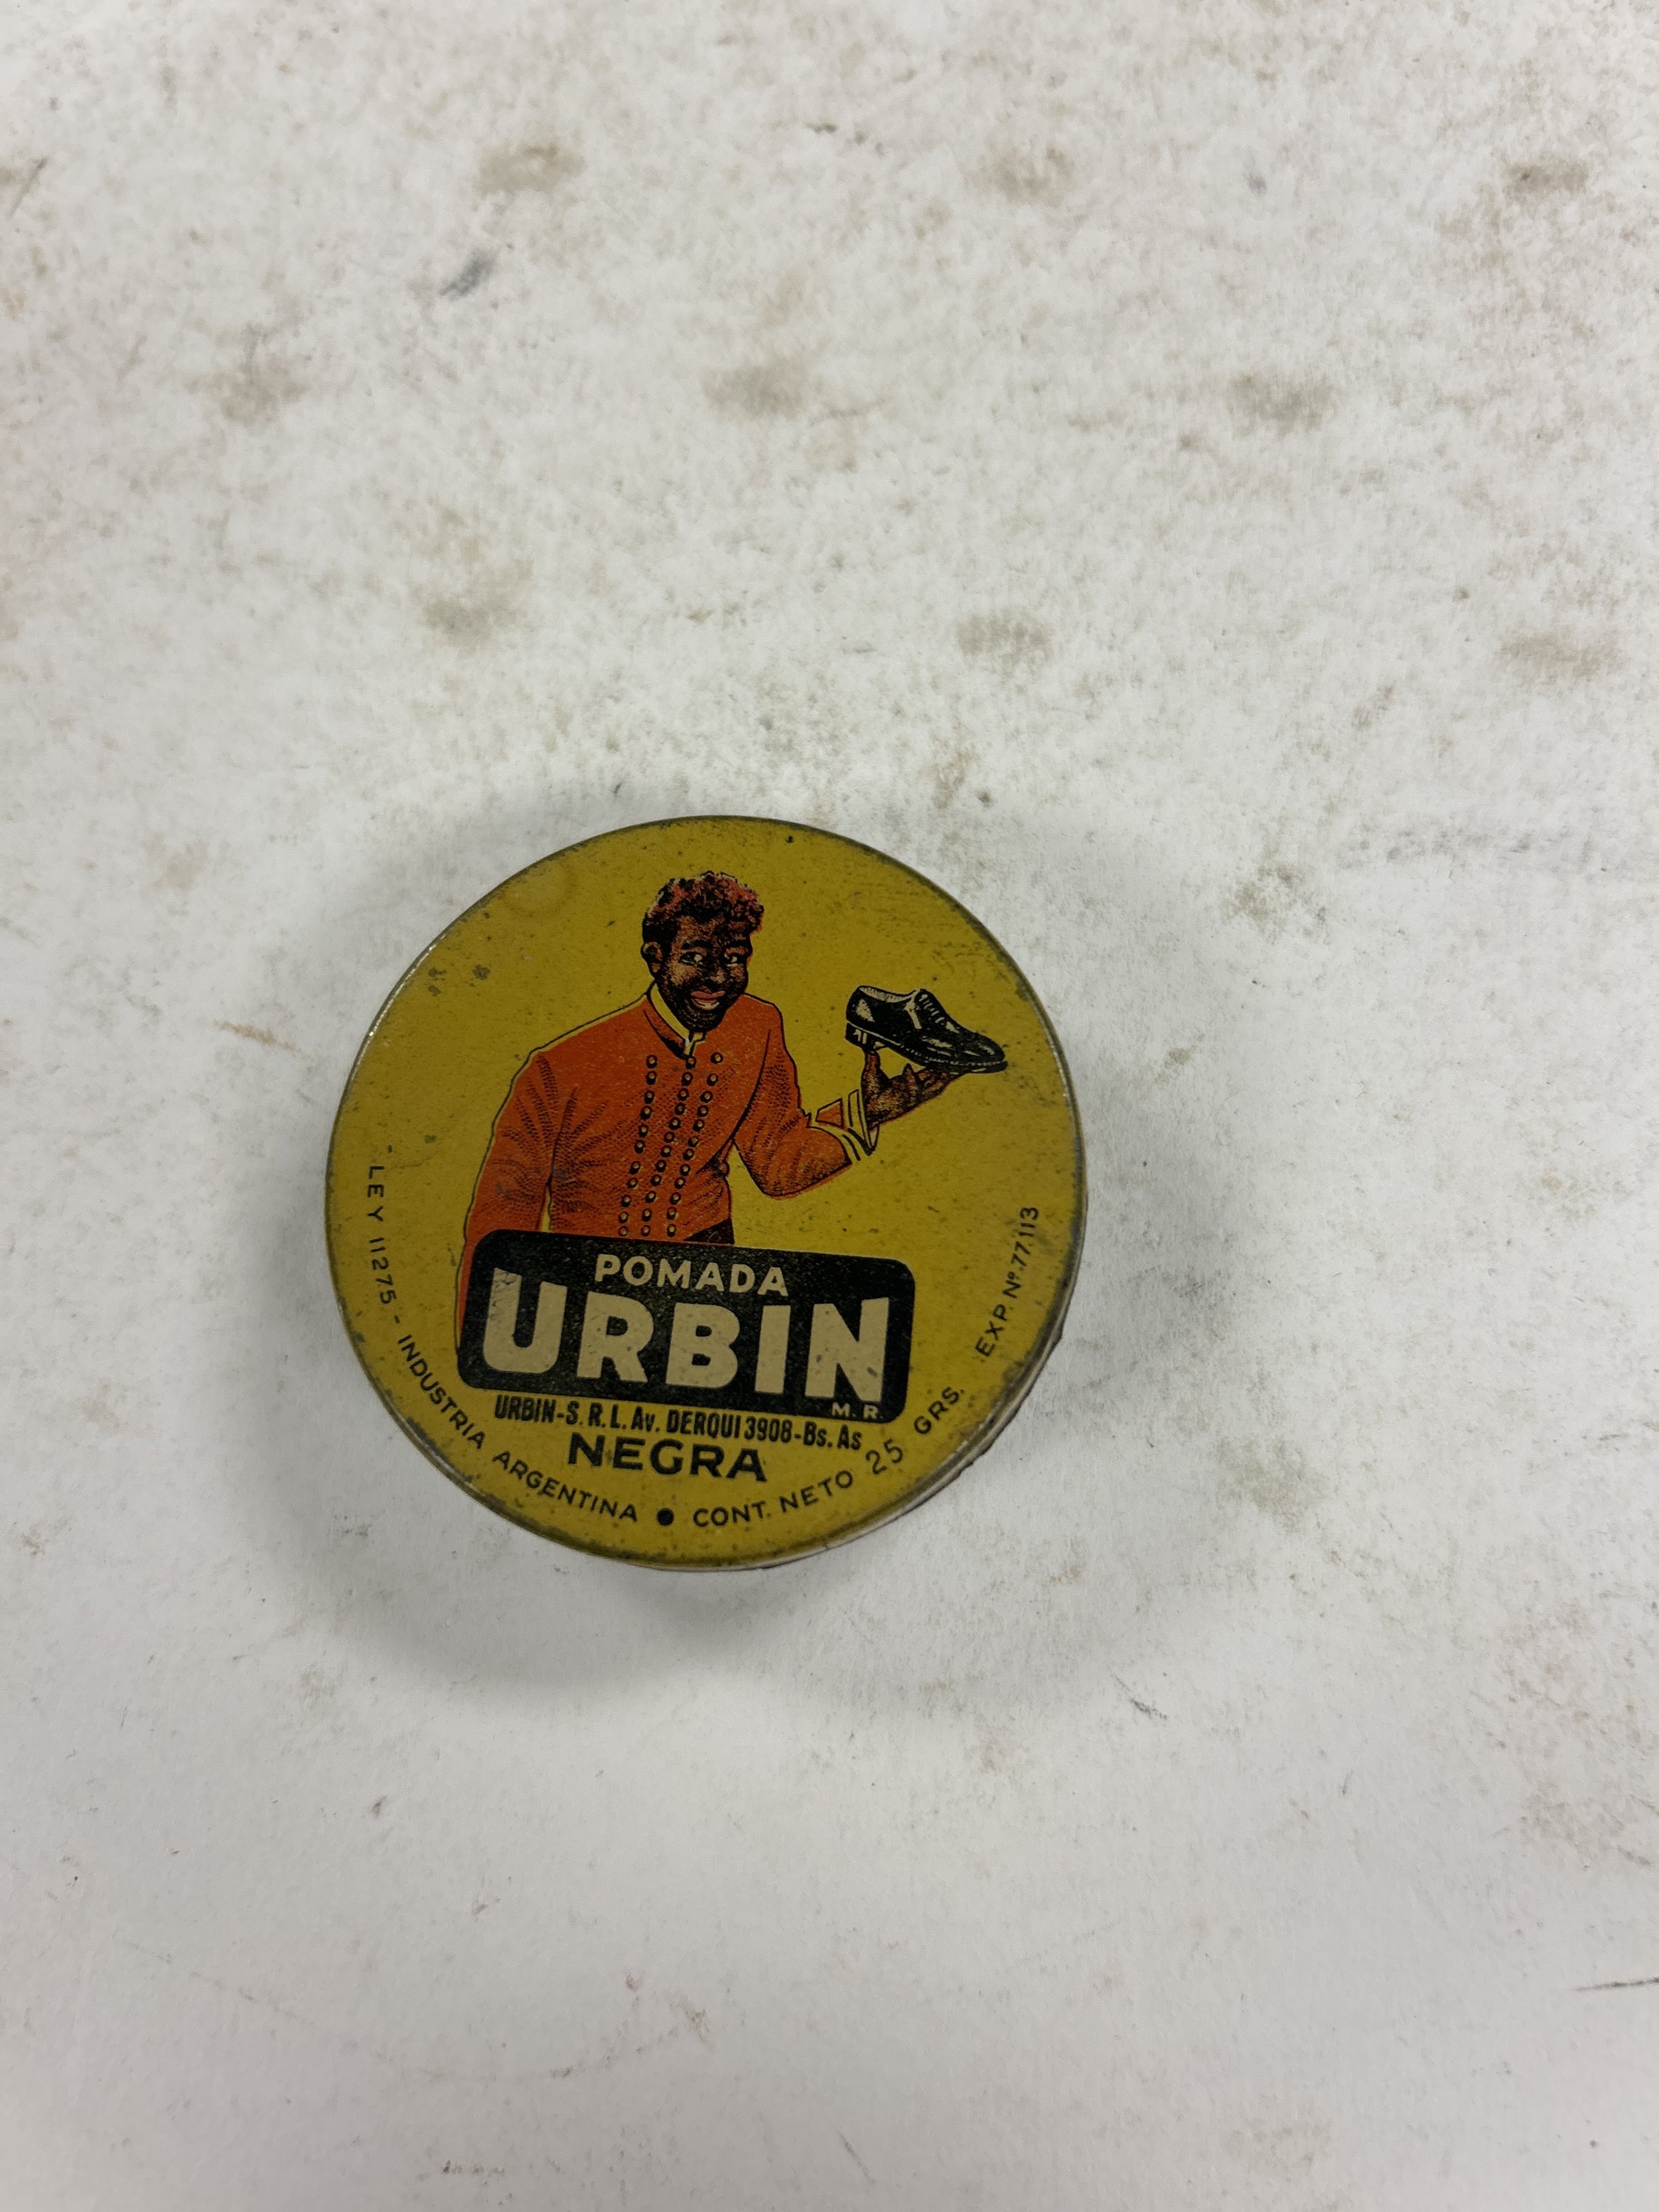 POMADA
URBIN
M. R.
URBIN-S. R. L. Av. DERQUI 3908-Bs. As
NEGRA
- LEY 11275 - INDUSTRIA ARGENTINA ● CONT. NETO 25 GRS.
EXP. Nº. 77113